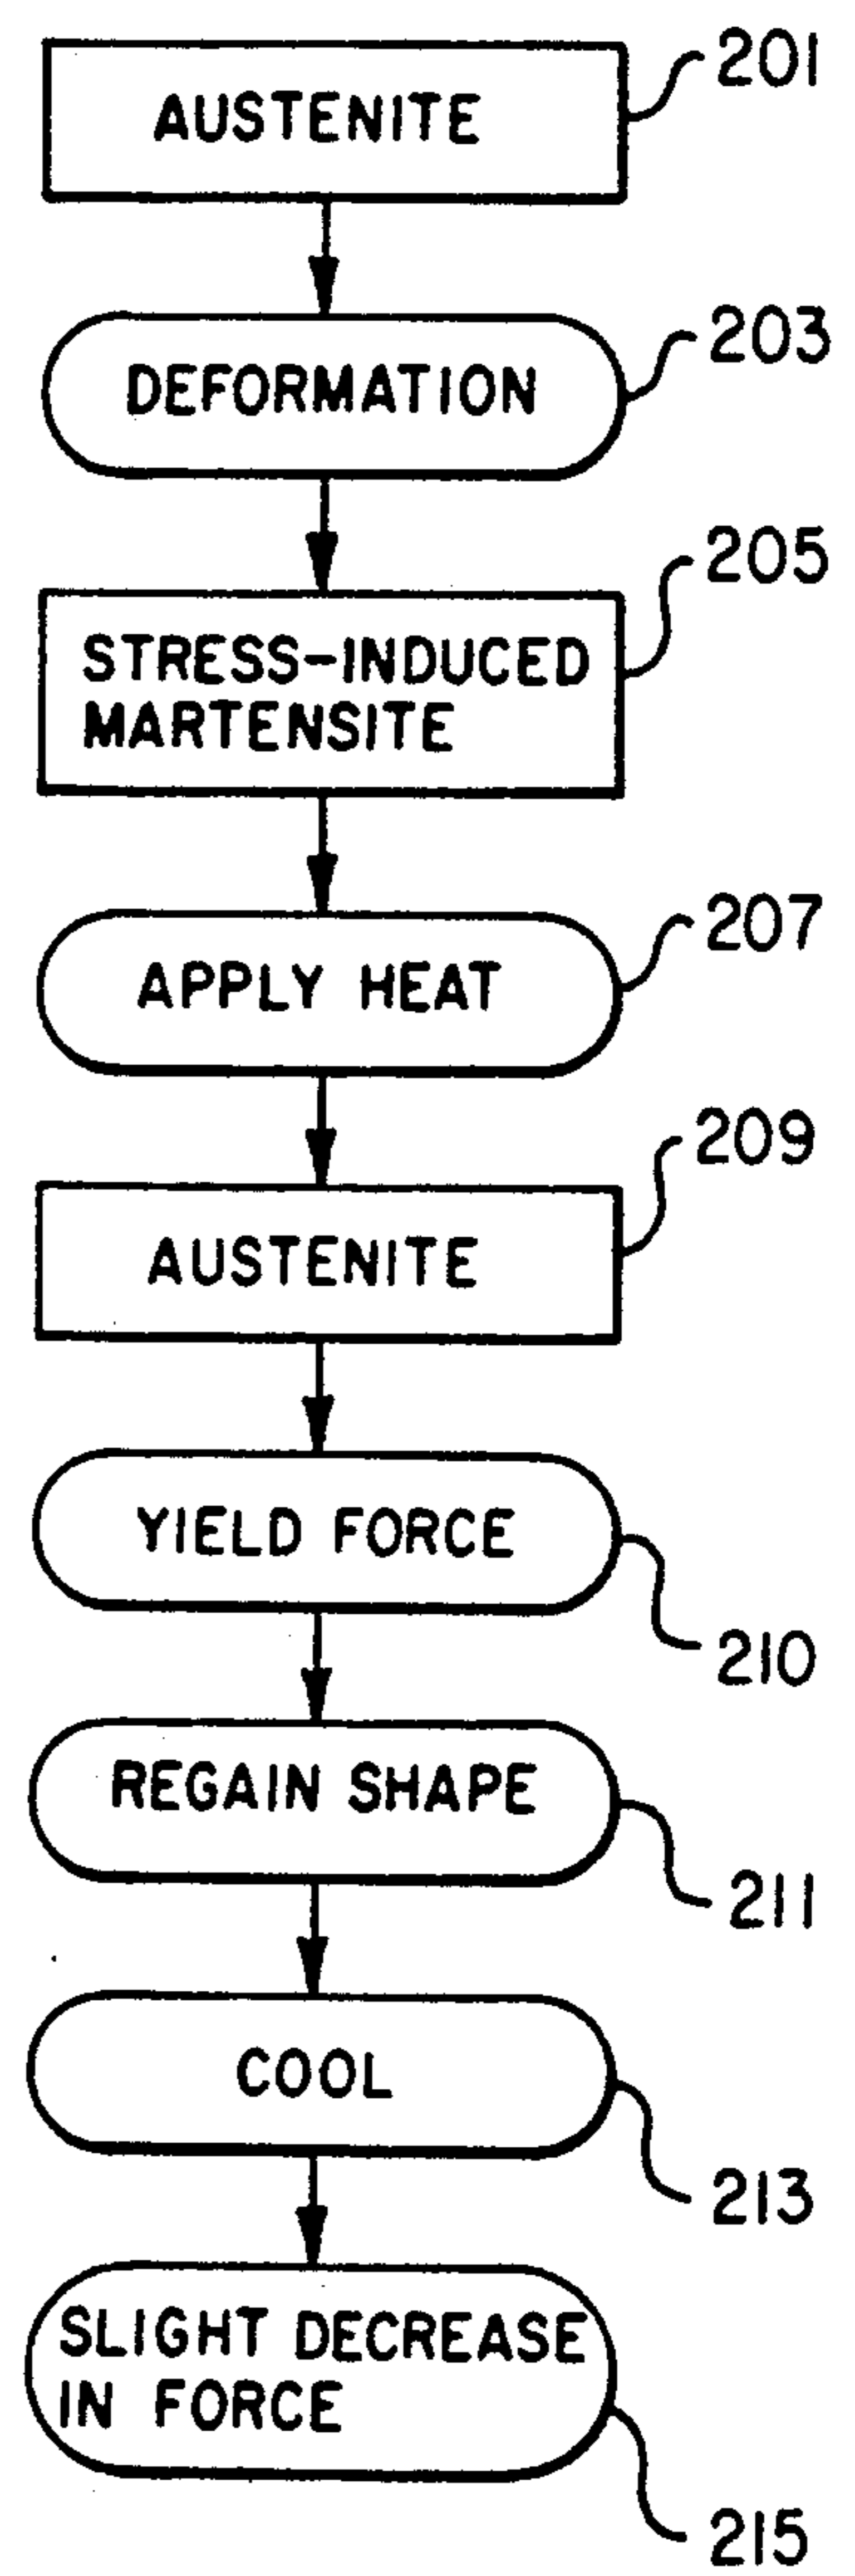 AUSTENITE
201
DEFORMATION
203
STRESS-INDUCED
MARTENSITE
205
APPLY HEAT
207
AUSTENITE
209
YIELD FORCE
210
REGAIN SHAPE
211
COOL
213
SLIGHT DECREASE
IN FORCE
215